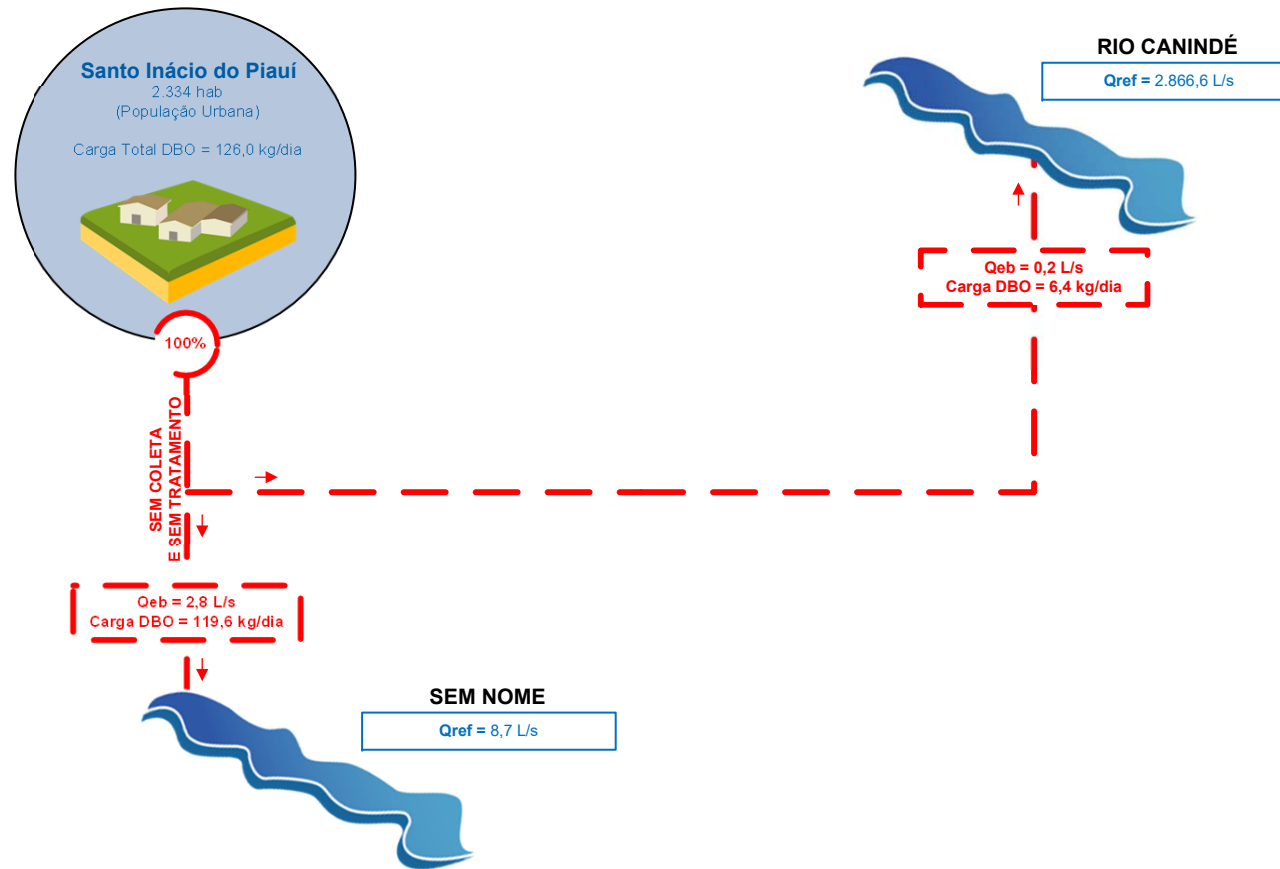 Santo Inácio do Piauí
2.334 hab
(População Urbana)
Carga Total DBO = 126,0 kg/dia
100%
SEM COLETA
E SEM TRATAMENTO
Qeb = 2,8 L/s
Carga DBO = 119,6 kg/dia
SEM NOME
Qref = 8,7 L/s
RIO CANINDÉ
Qref = 2.866,6 L/s
Qeb = 0,2 L/s
Carga DBO = 6,4 kg/dia